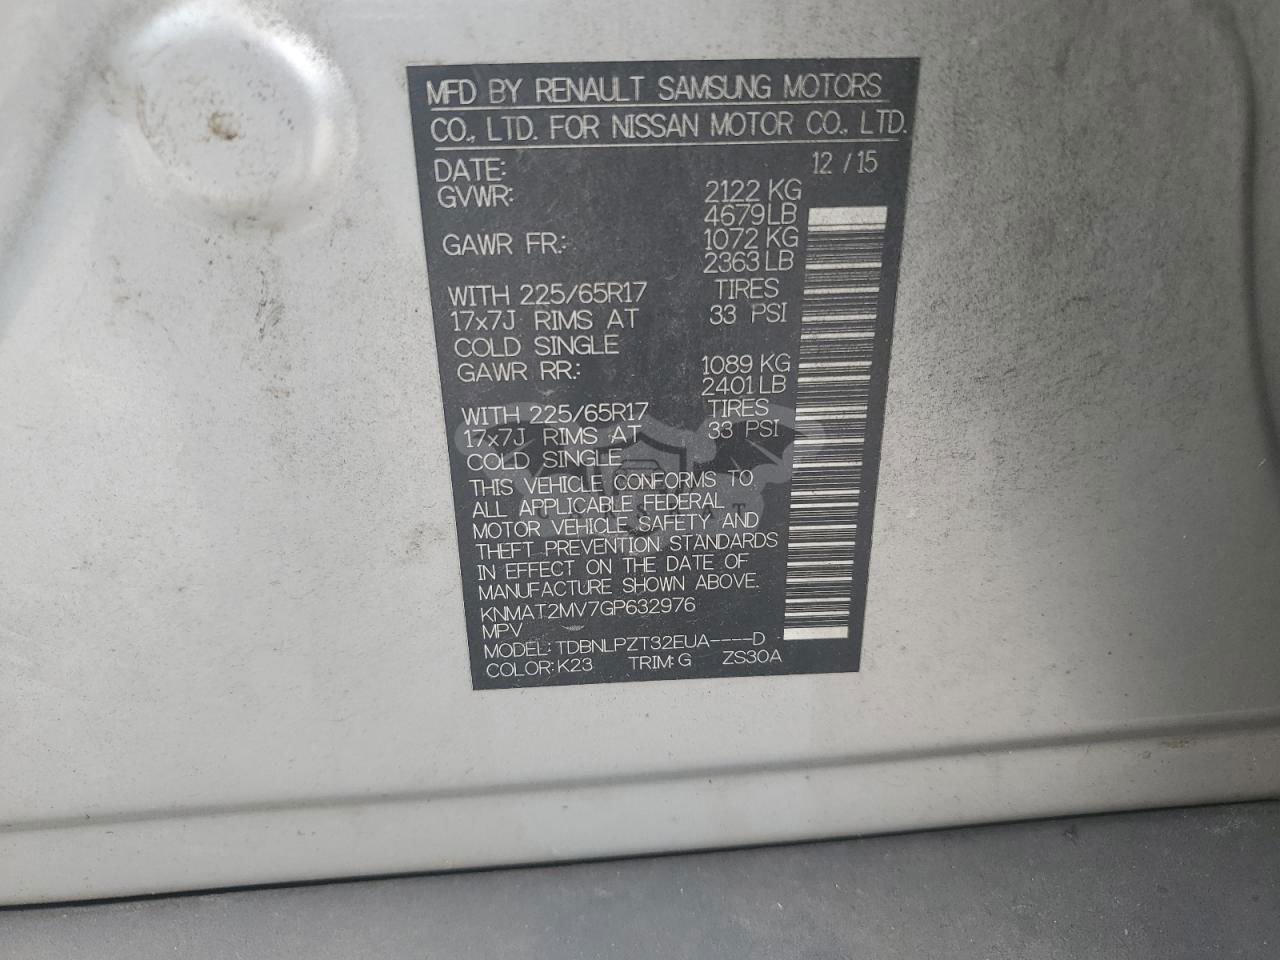 MFD BY RENAULT SAMSUNG MOTORS
CO., LTD. FOR NISSAN MOTOR CO., LTD.
DATE: 12 / 15
GVWR: 2122 KG
4679 LB
GAWR FR: 1072 KG
2363 LB
WITH 225/65R17 TIRES
17x7J RIMS AT 33 PSI
COLD SINGLE
GAWR RR: 1089 KG
2401 LB
WITH 225/65R17 TIRES
17x7J RIMS AT 33 PSI
COLD SINGLE
THIS VEHICLE CONFORMS TO
ALL APPLICABLE FEDERAL
MOTOR VEHICLE SAFETY AND
THEFT PREVENTION STANDARDS
IN EFFECT ON THE DATE OF
MANUFACTURE SHOWN ABOVE.
KNMAT2MV7GP632976
MPV
MODEL: TDBNLPZT32EUA----D
COLOR: K23 TRIM: G ZS30A